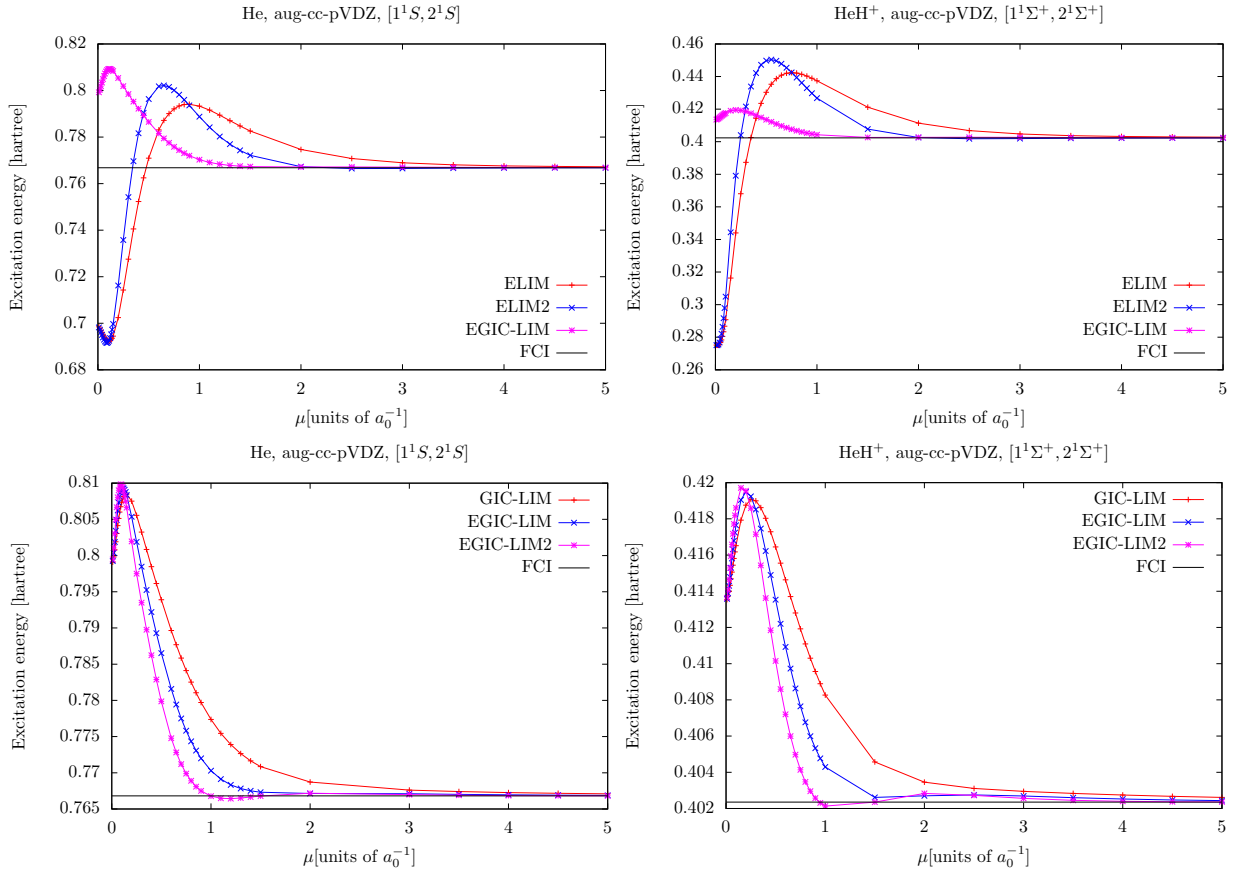 He, aug-cc-pVDZ, [1¹S, 2¹S]
Excitation energy [hartree]
0.82
0.8
0.78
0.76
0.74
0.72
0.7
0.68
0 1 2 3 4 5
μ[units of a₀⁻¹]
ELIM
ELIM2
EGIC-LIM
FCI
HeH⁺, aug-cc-pVDZ, [1¹Σ⁺, 2¹Σ⁺]
Excitation energy [hartree]
0.46
0.44
0.42
0.4
0.38
0.36
0.34
0.32
0.3
0.28
0.26
0 1 2 3 4 5
μ[units of a₀⁻¹]
ELIM
ELIM2
EGIC-LIM
FCI
He, aug-cc-pVDZ, [1¹S, 2¹S]
Excitation energy [hartree]
0.81
0.805
0.8
0.795
0.79
0.785
0.78
0.775
0.77
0.765
0 1 2 3 4 5
μ[units of a₀⁻¹]
GIC-LIM
EGIC-LIM
EGIC-LIM2
FCI
HeH⁺, aug-cc-pVDZ, [1¹Σ⁺, 2¹Σ⁺]
Excitation energy [hartree]
0.42
0.418
0.416
0.414
0.412
0.41
0.408
0.406
0.404
0.402
0 1 2 3 4 5
μ[units of a₀⁻¹]
GIC-LIM
EGIC-LIM
EGIC-LIM2
FCI